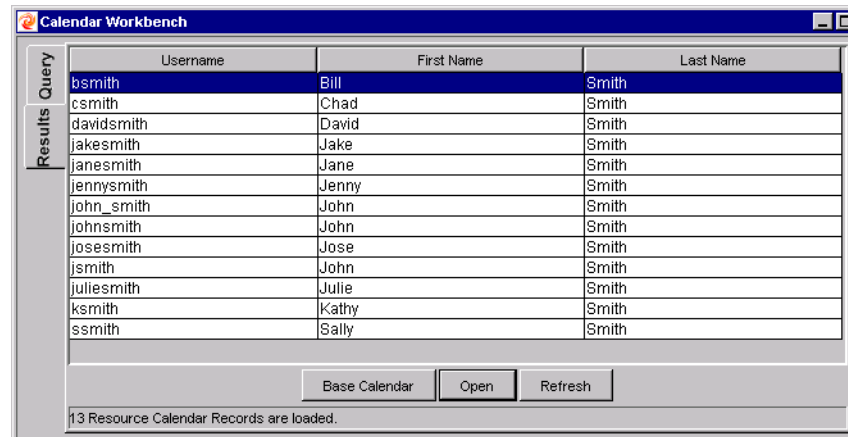 Calendar Workbench
Query
Results
Username First Name Last Name
bsmith Bill Smith
csmith Chad Smith
davidsmith David Smith
jakesmith Jake Smith
janesmith Jane Smith
jennysmith Jenny Smith
john_smith John Smith
johnsmith John Smith
josesmith Jose Smith
jsmith John Smith
juliesmith Julie Smith
ksmith Kathy Smith
ssmith Sally Smith
Base Calendar Open Refresh
13 Resource Calendar Records are loaded.